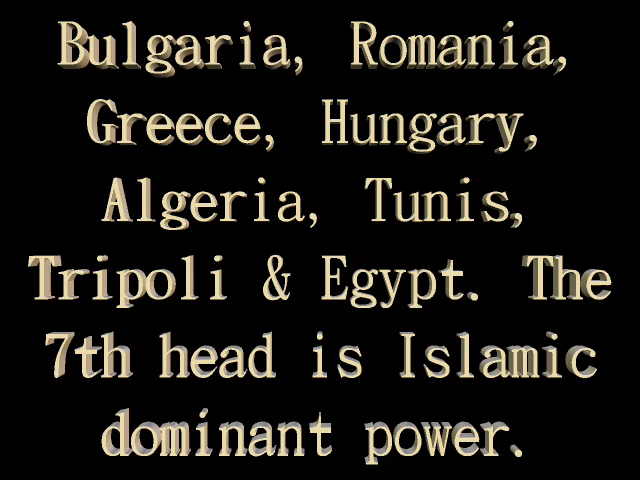 Bulgaria, Romania,
Greece, Hungary,
Algeria, Tunis,
Tripoli & Egypt. The
7th head is Islamic
dominant power.